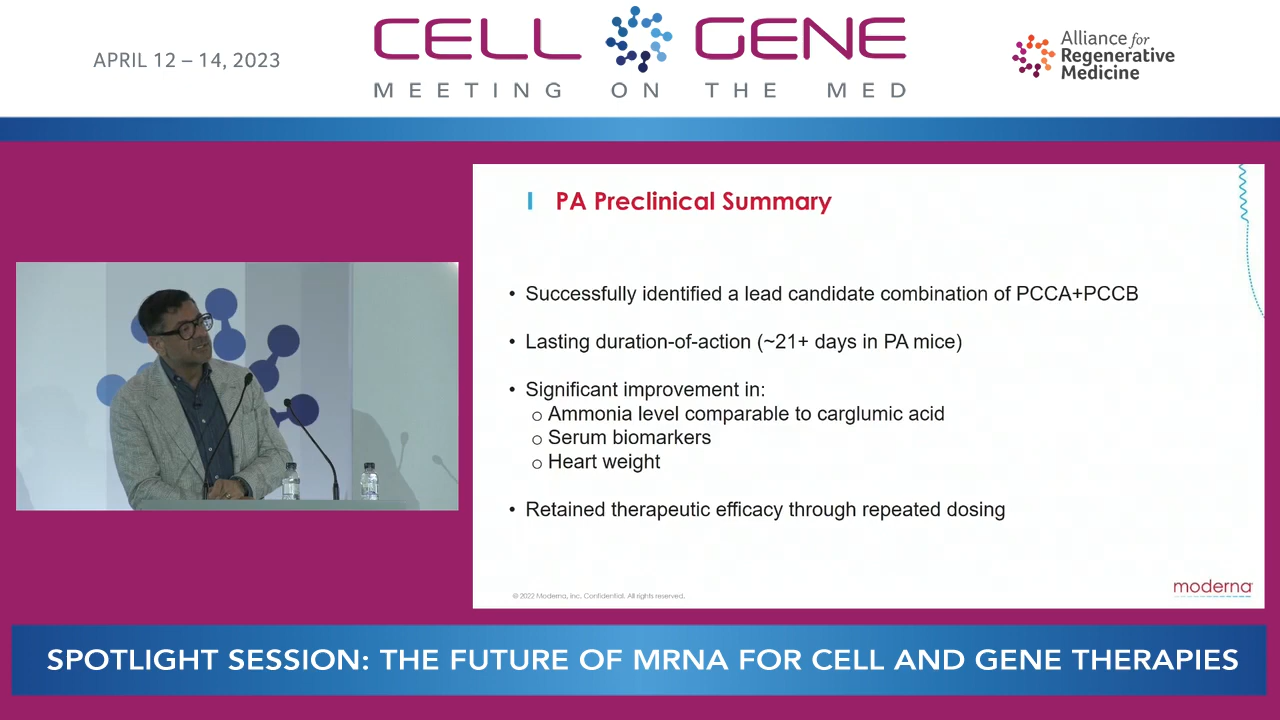 APRIL 12 – 14, 2023
CELL GENE
MEETING ON THE MED
Alliance for
Regenerative
Medicine
PA Preclinical Summary
• Successfully identified a lead candidate combination of PCCA+PCCB
• Lasting duration-of-action (~21+ days in PA mice)
• Significant improvement in:
o Ammonia level comparable to carglumic acid
o Serum biomarkers
o Heart weight
• Retained therapeutic efficacy through repeated dosing
© 2022 Moderna, Inc. Confidential. All rights reserved.
moderna
SPOTLIGHT SESSION: THE FUTURE OF MRNA FOR CELL AND GENE THERAPIES